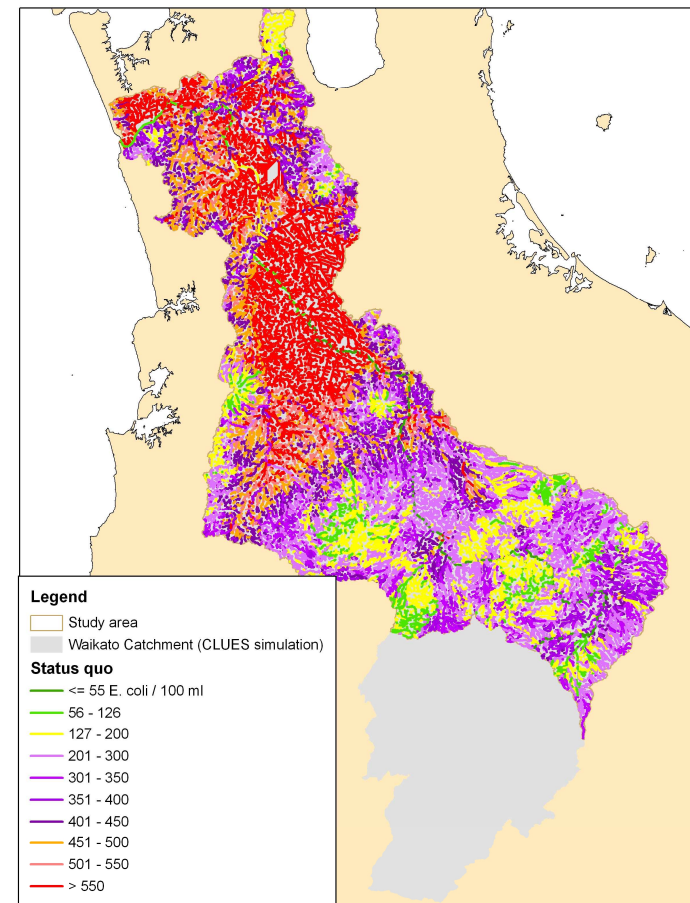 Legend
Study area
Waikato Catchment (CLUES simulation)
Status quo
<= 55 E. coli / 100 ml
56 - 126
127 - 200
201 - 300
301 - 350
351 - 400
401 - 450
451 - 500
501 - 550
> 550